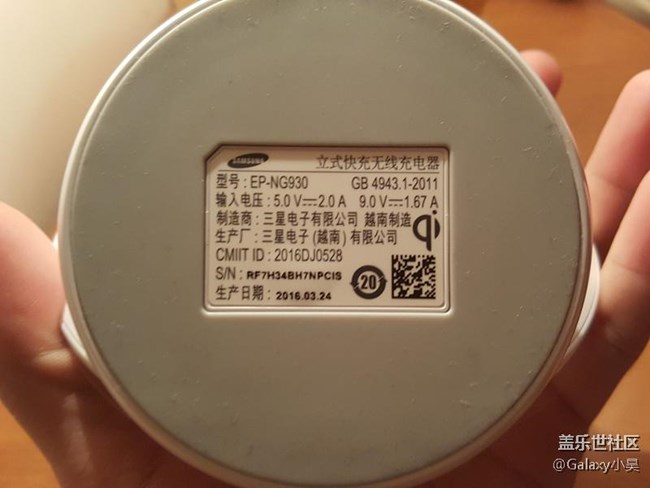 SAMSUNG 立式快充无线充电器
型号：EP-NG930 GB 4943.1-2011
输入电压：5.0 V⎓2.0 A 9.0 V⎓1.67 A
制造商：三星电子有限公司 越南制造
生产厂：三星电子 (越南) 有限公司
CMIIT ID : 2016DJ0528
S/N : RF7H34BH7NPCIS
20
生产日期：2016.03.24
盖乐世社区
@Galaxy小昊